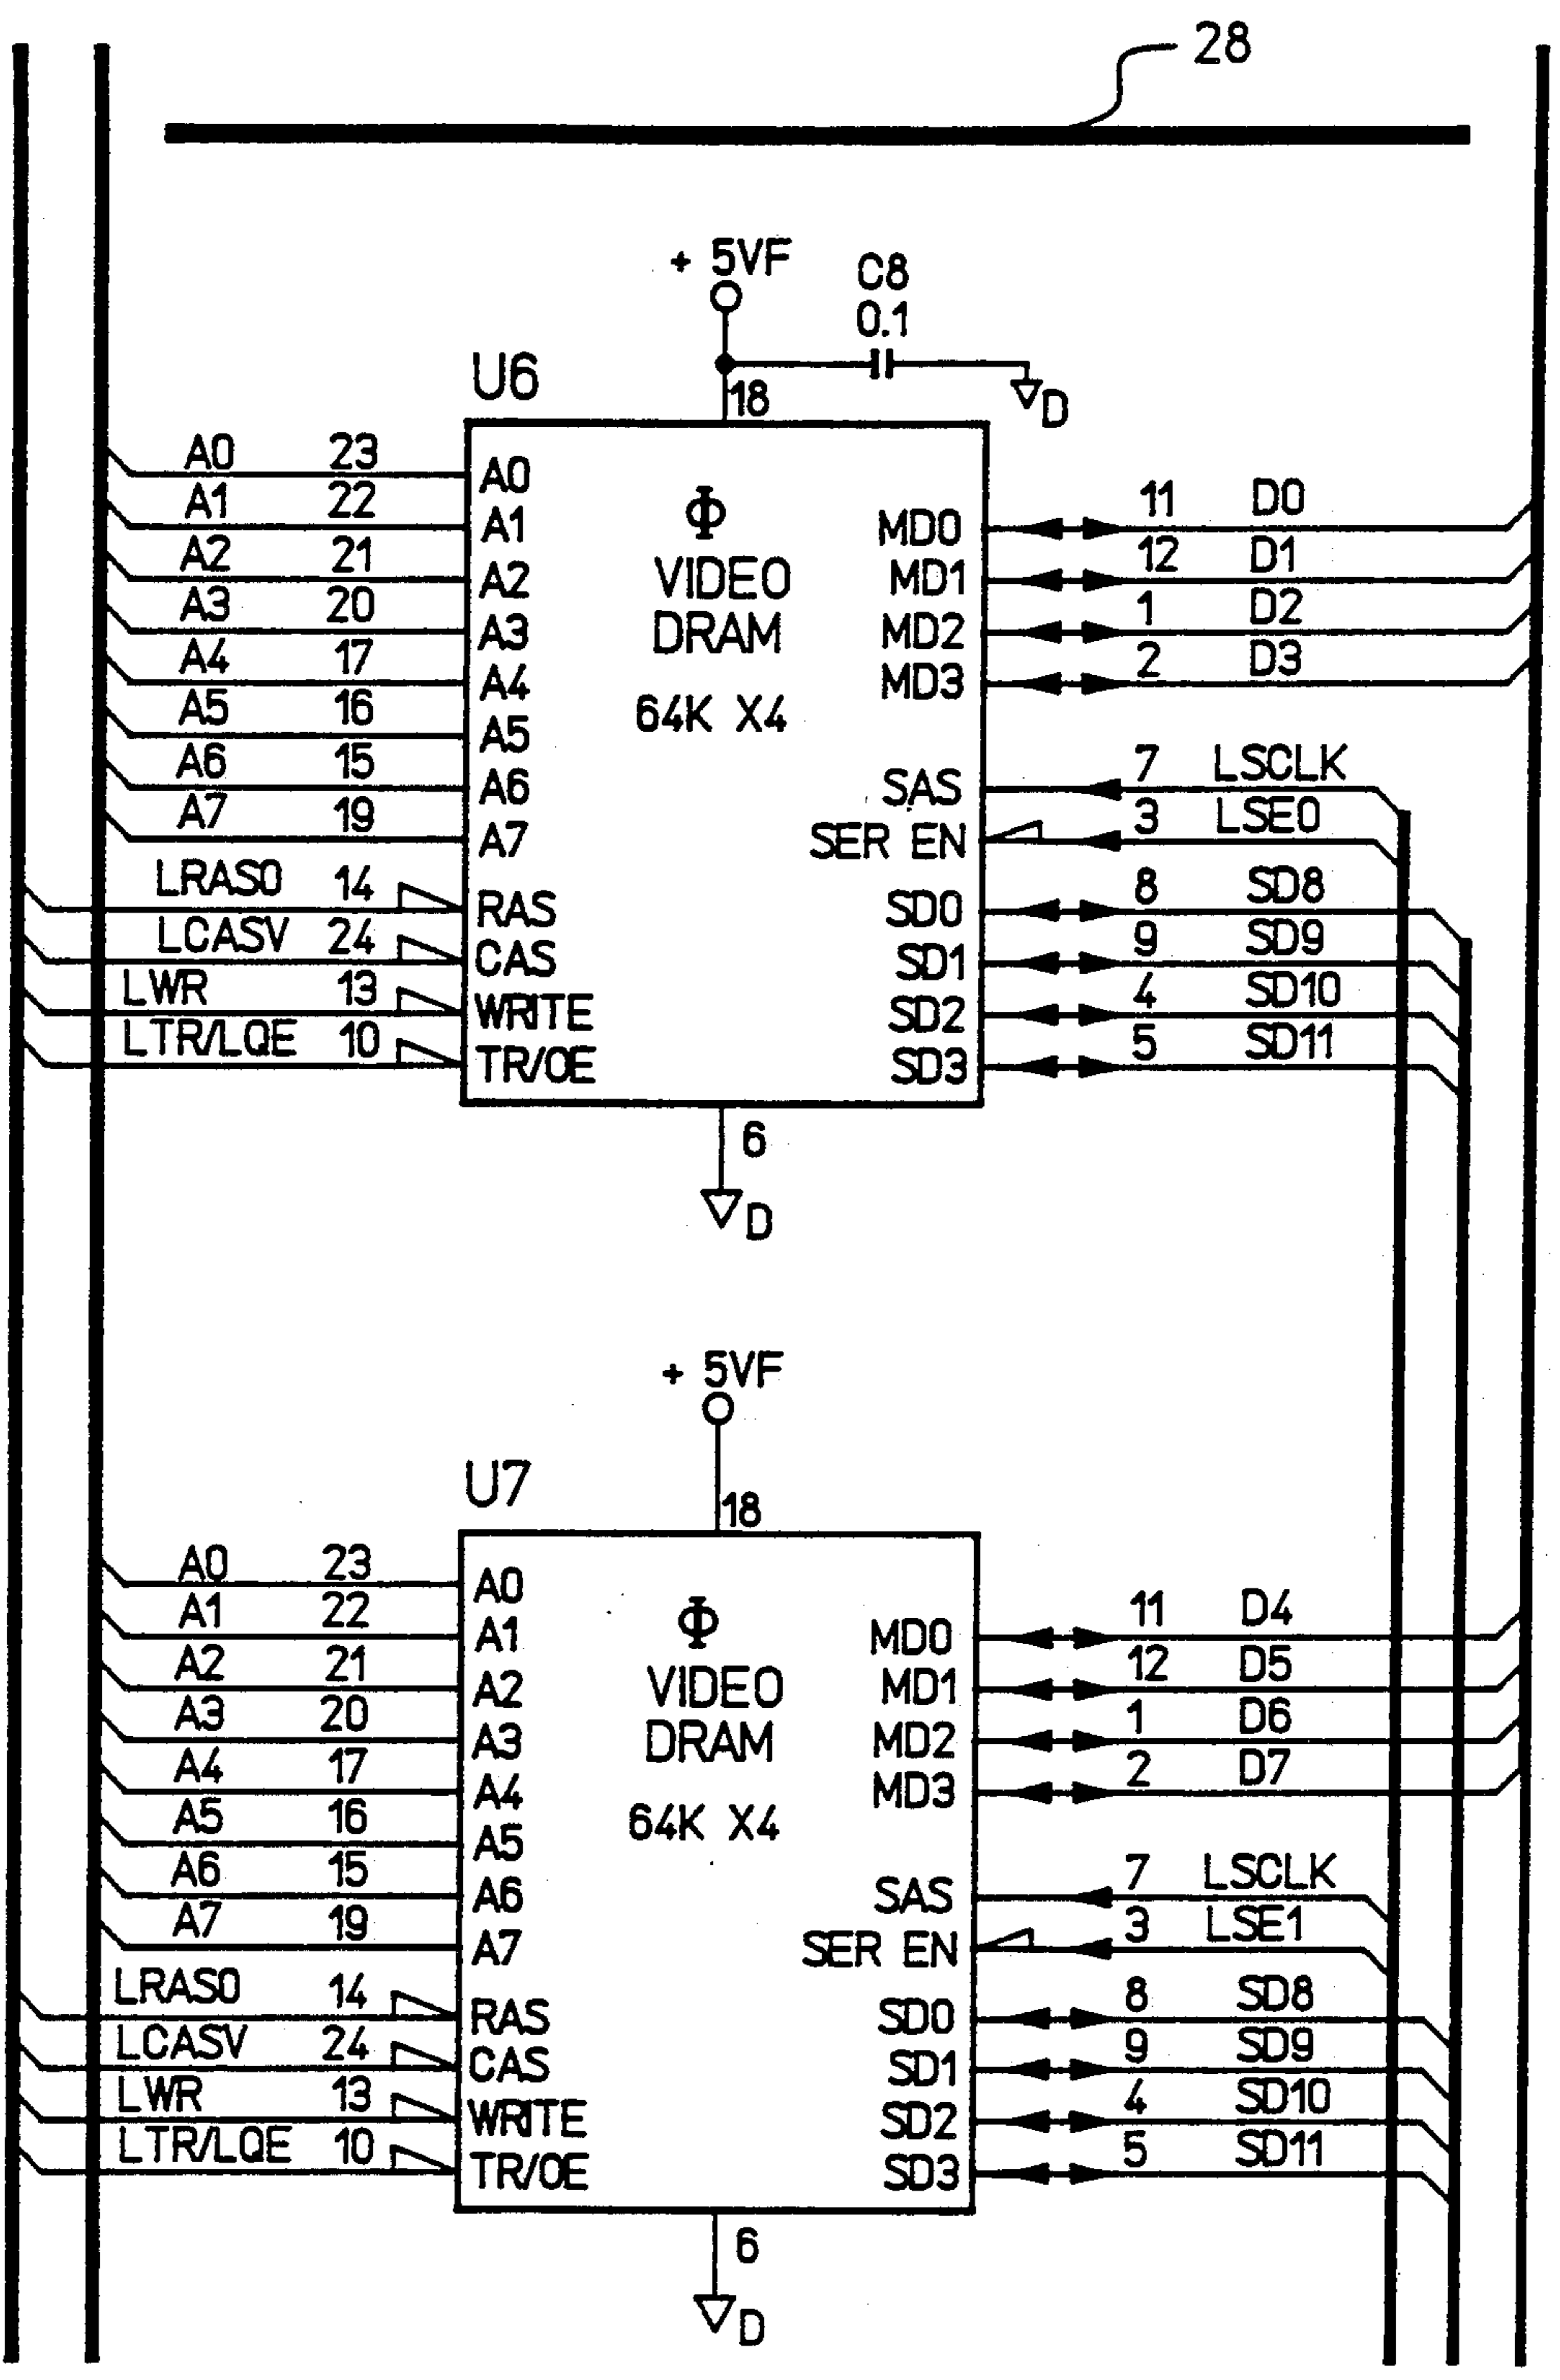 28
+ 5VF
C8
0.1
U6
18
D
A0 23 A0
A1 22 A1
A2 21 A2
A3 20 A3
A4 17 A4
A5 16 A5
A6 15 A6
A7 19 A7
LRAS0 14 RAS
LCASV 24 CAS
LWR 13 WRITE
LTR/LQE 10 TR/OE
Φ
VIDEO
DRAM
64K X4
MD0 11 D0
MD1 12 D1
MD2 1 D2
MD3 2 D3
SAS 7 LSCLK
SER EN 3 LSE0
SD0 8 SD8
SD1 9 SD9
SD2 4 SD10
SD3 5 SD11
6
D
+ 5VF
U7
18
A0 23 A0
A1 22 A1
A2 21 A2
A3 20 A3
A4 17 A4
A5 16 A5
A6 15 A6
A7 19 A7
LRAS0 14 RAS
LCASV 24 CAS
LWR 13 WRITE
LTR/LQE 10 TR/OE
Φ
VIDEO
DRAM
64K X4
MD0 11 D4
MD1 12 D5
MD2 1 D6
MD3 2 D7
SAS 7 LSCLK
SER EN 3 LSE1
SD0 8 SD8
SD1 9 SD9
SD2 4 SD10
SD3 5 SD11
6
D